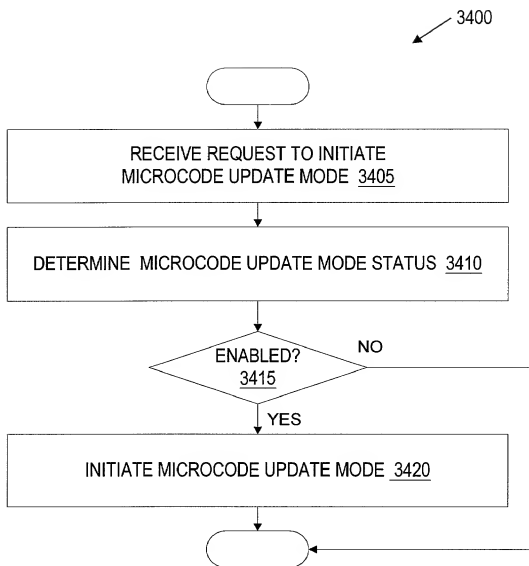 3400
RECEIVE REQUEST TO INITIATE
MICROCODE UPDATE MODE 3405
DETERMINE MICROCODE UPDATE MODE STATUS 3410
ENABLED?
3415
NO
YES
INITIATE MICROCODE UPDATE MODE 3420